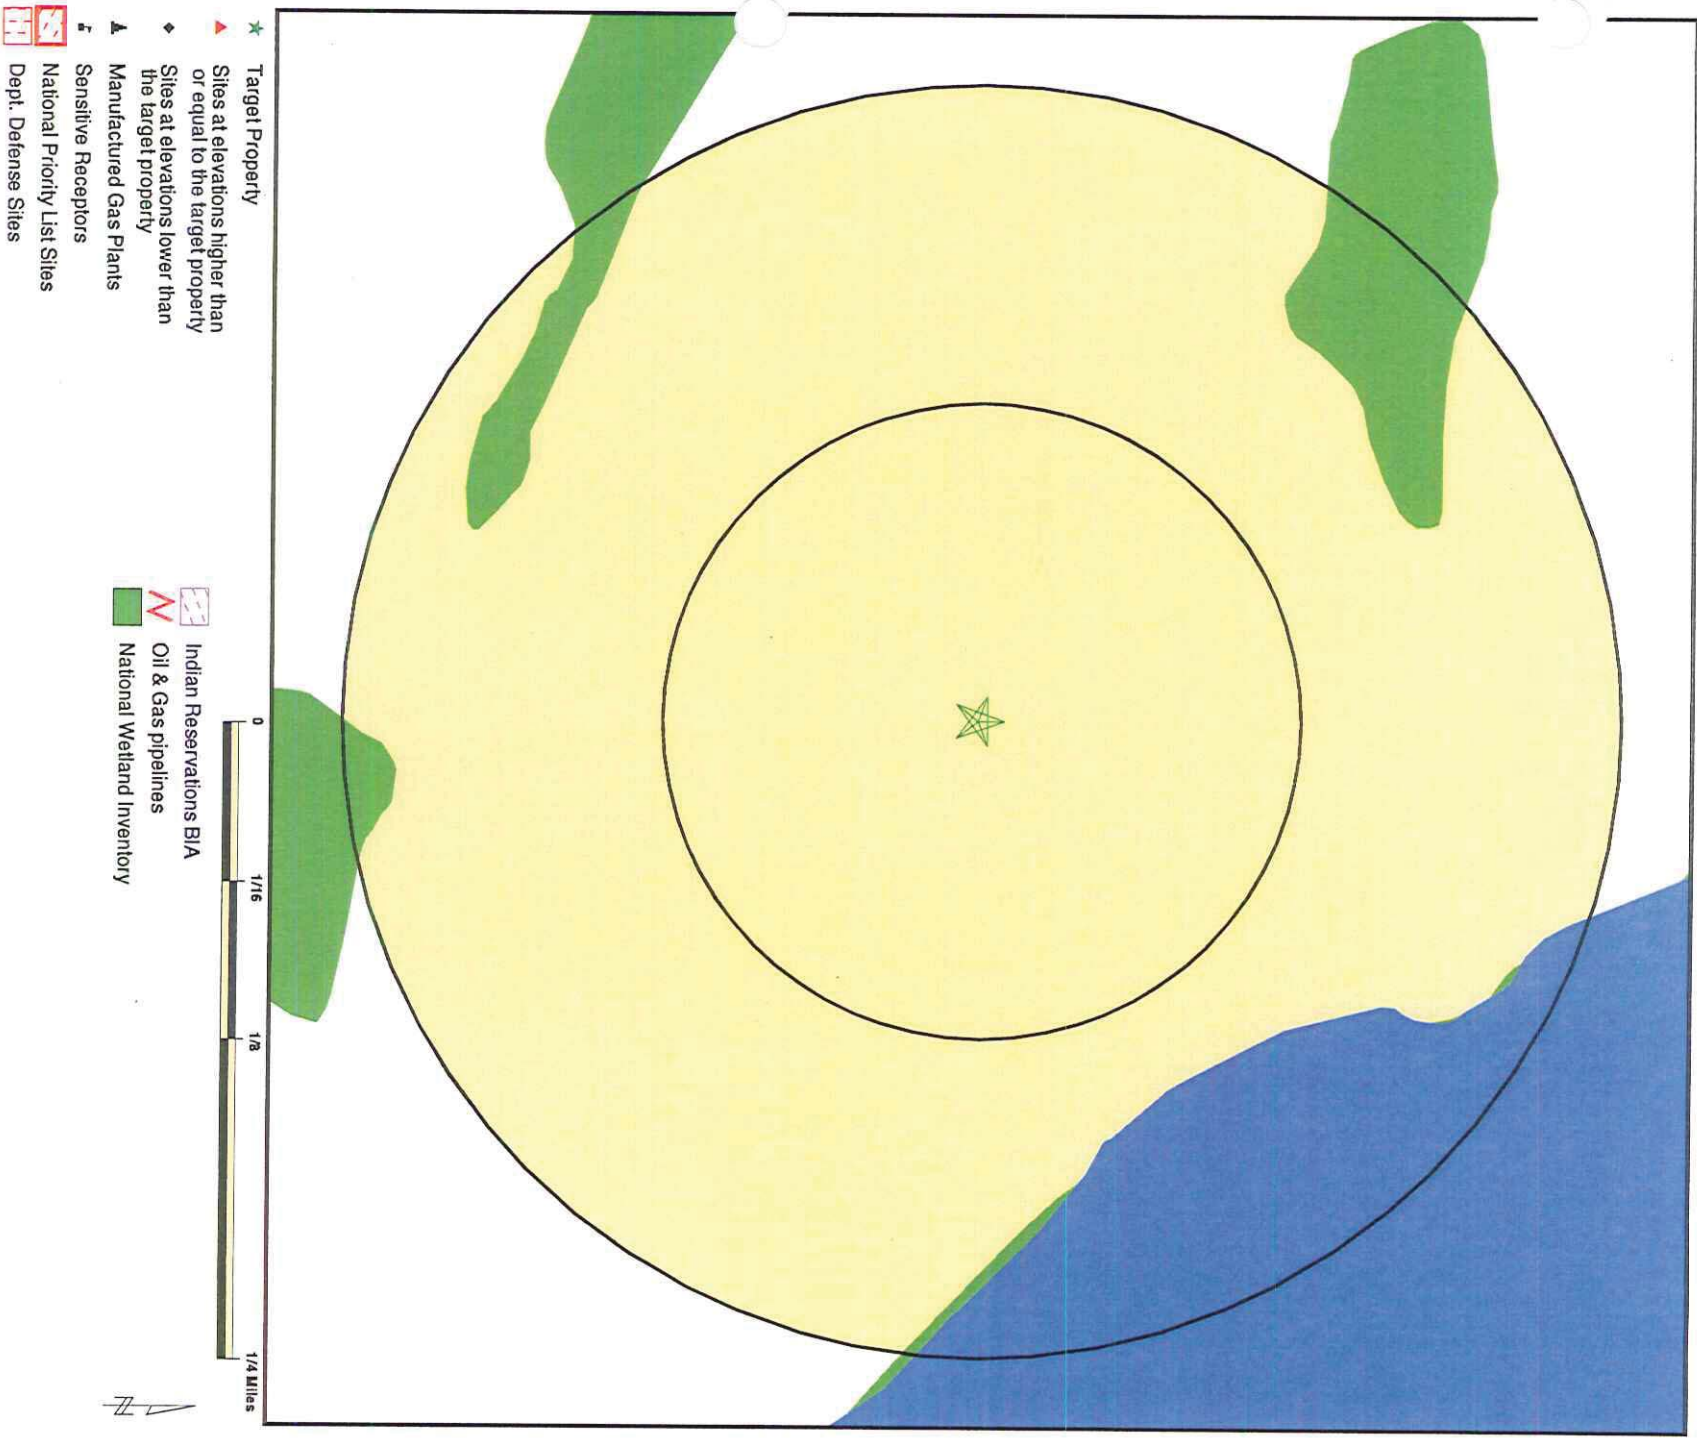 Target Property
Sites at elevations higher than
or equal to the target property
Sites at elevations lower than
the target property
Manufactured Gas Plants
Sensitive Receptors
National Priority List Sites
Dept. Defense Sites
Indian Reservations BIA
Oil & Gas pipelines
National Wetland Inventory
0 1/16 1/8 1/4 Miles
N